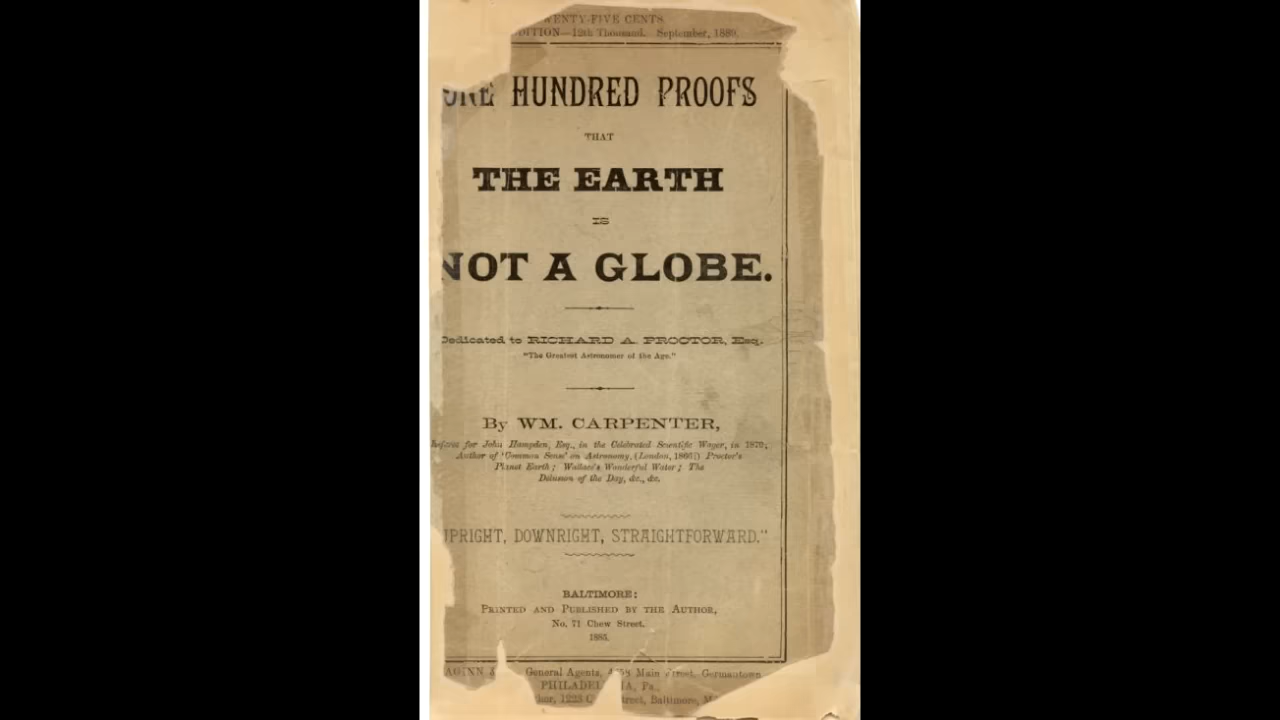 TWENTY-FIVE CENTS
EDITION—12th Thousand. September, 1889.
ONE HUNDRED PROOFS
THAT
THE EARTH
IS
NOT A GLOBE.
Dedicated to RICHARD A. PROCTOR, Esq.
"The Greatest Astronomer of the Age."
By WM. CARPENTER,
Referee for John Hampden, Esq., in the Celebrated Scientific Wager, in 1870;
Author of 'Common Sense' on Astronomy, (London, 1866;) Proctor's
Planet Earth; Wallace's Wonderful Water; The
Delusion of the Day, &c., &c.
UPRIGHT, DOWNRIGHT, STRAIGHTFORWARD."
BALTIMORE:
PRINTED AND PUBLISHED BY THE AUTHOR,
No. 71 Chew Street.
1885.
General Agents, Main Street, Germantown
PHILADELPHIA, Pa.,
1223 Street, Baltimore,